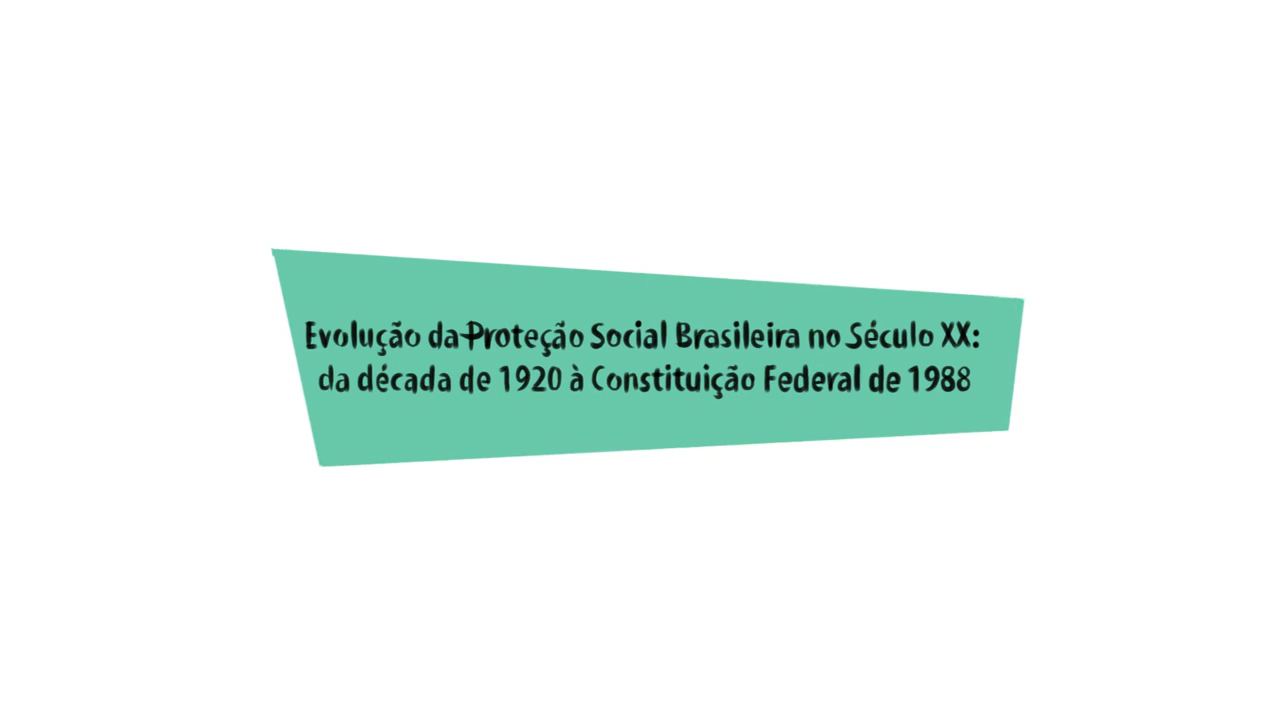 Evolução da Proteção Social Brasileira no Século XX:
da década de 1920 à Constituição Federal de 1988